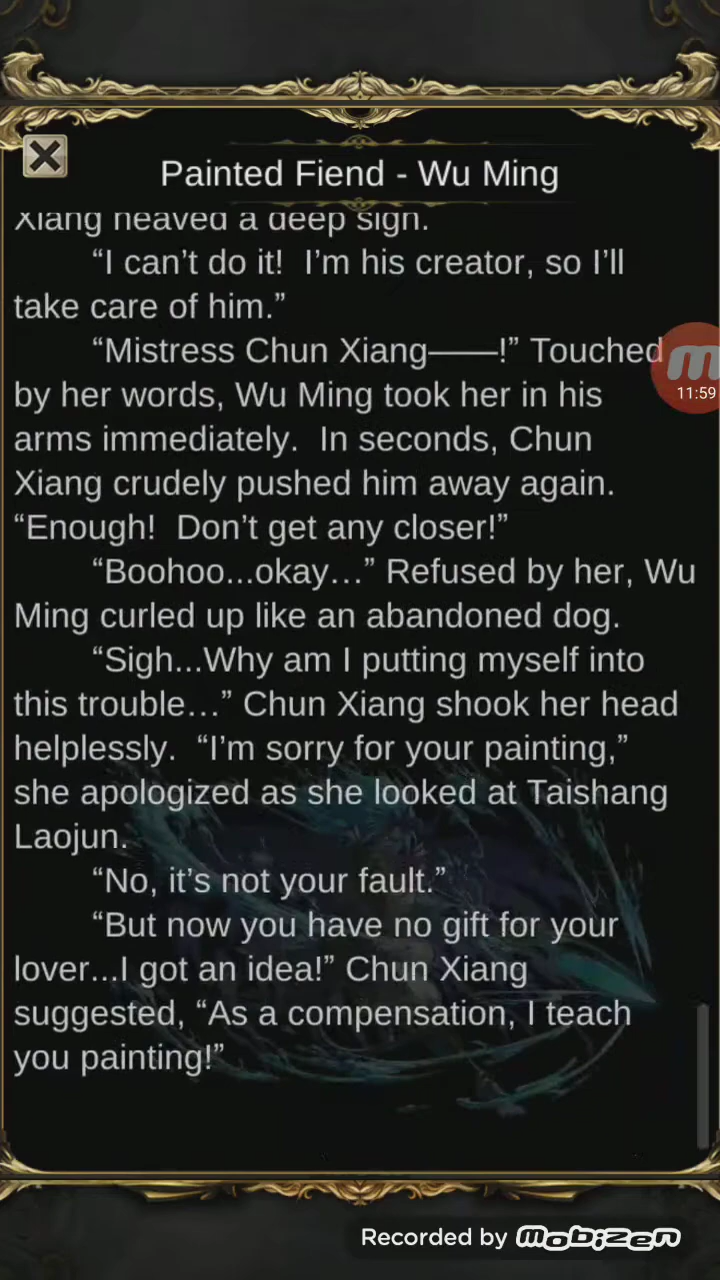 Painted Fiend - Wu Ming
Xiang heaved a deep sigh.
“I can’t do it!  I’m his creator, so I’ll
take care of him.”
“Mistress Chun Xiang——!” Touched
by her words, Wu Ming took her in his
arms immediately.  In seconds, Chun
Xiang crudely pushed him away again.
“Enough!  Don’t get any closer!”
“Boohoo...okay…” Refused by her, Wu
Ming curled up like an abandoned dog.
“Sigh...Why am I putting myself into
this trouble…” Chun Xiang shook her head
helplessly.  “I’m sorry for your painting,”
she apologized as she looked at Taishang
Laojun.
“No, it’s not your fault.”
“But now you have no gift for your
lover...I got an idea!” Chun Xiang
suggested, “As a compensation, I teach
you painting!”
11:59
Recorded by Mobizen